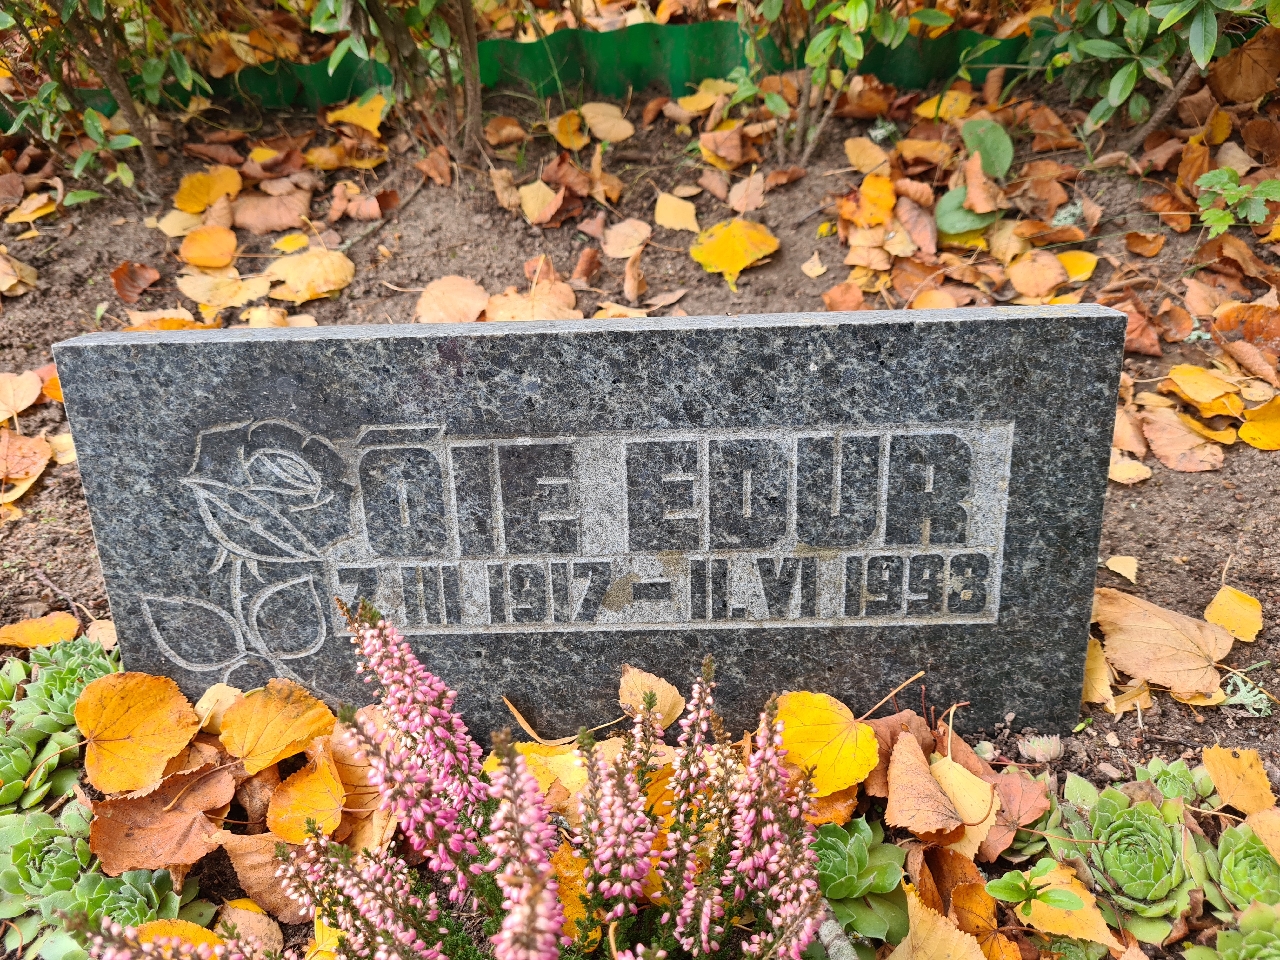 ÕIE EDUR
7. III 1917 - 11. VI 1998